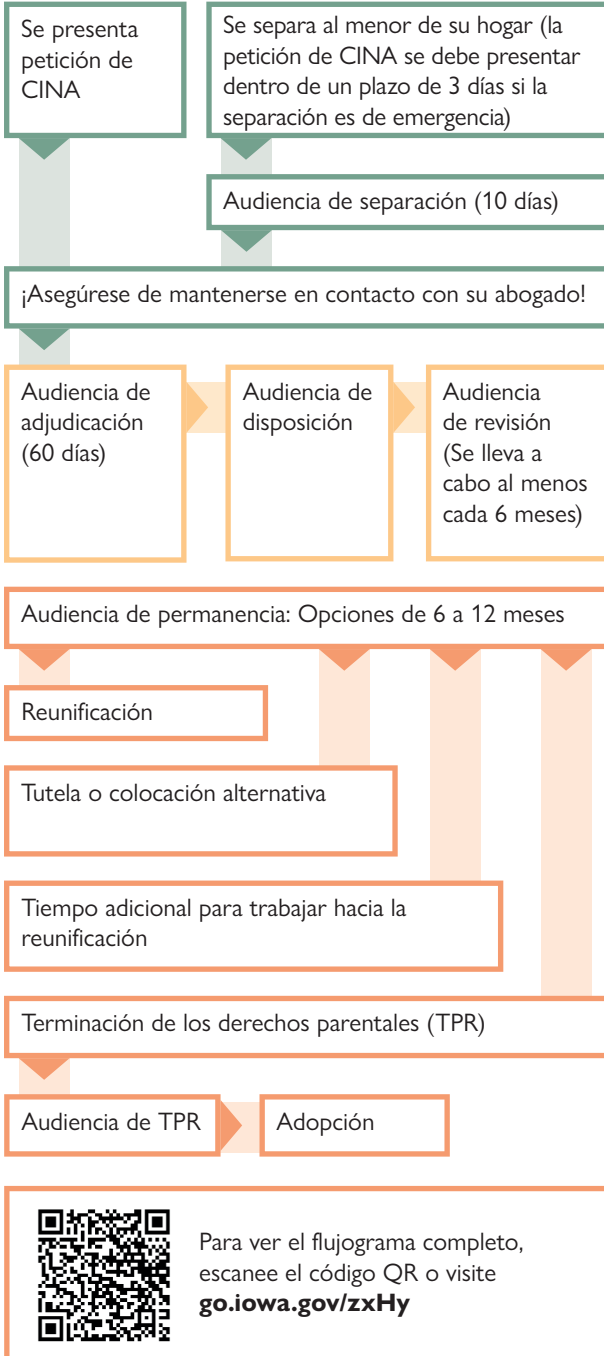 Se presenta
petición de
CINA
Se separa al menor de su hogar (la
petición de CINA se debe presentar
dentro de un plazo de 3 días si la
separación es de emergencia)
Audiencia de separación (10 días)
¡Asegúrese de mantenerse en contacto con su abogado!
Audiencia de
adjudicación
(60 días)
Audiencia de
disposición
Audiencia
de revisión
(Se lleva a
cabo al menos
cada 6 meses)
Audiencia de permanencia: Opciones de 6 a 12 meses
Reunificación
Tutela o colocación alternativa
Tiempo adicional para trabajar hacia la
reunificación
Terminación de los derechos parentales (TPR)
Audiencia de TPR
Adopción
Para ver el flujograma completo,
escanee el código QR o visite
go.iowa.gov/zxHy